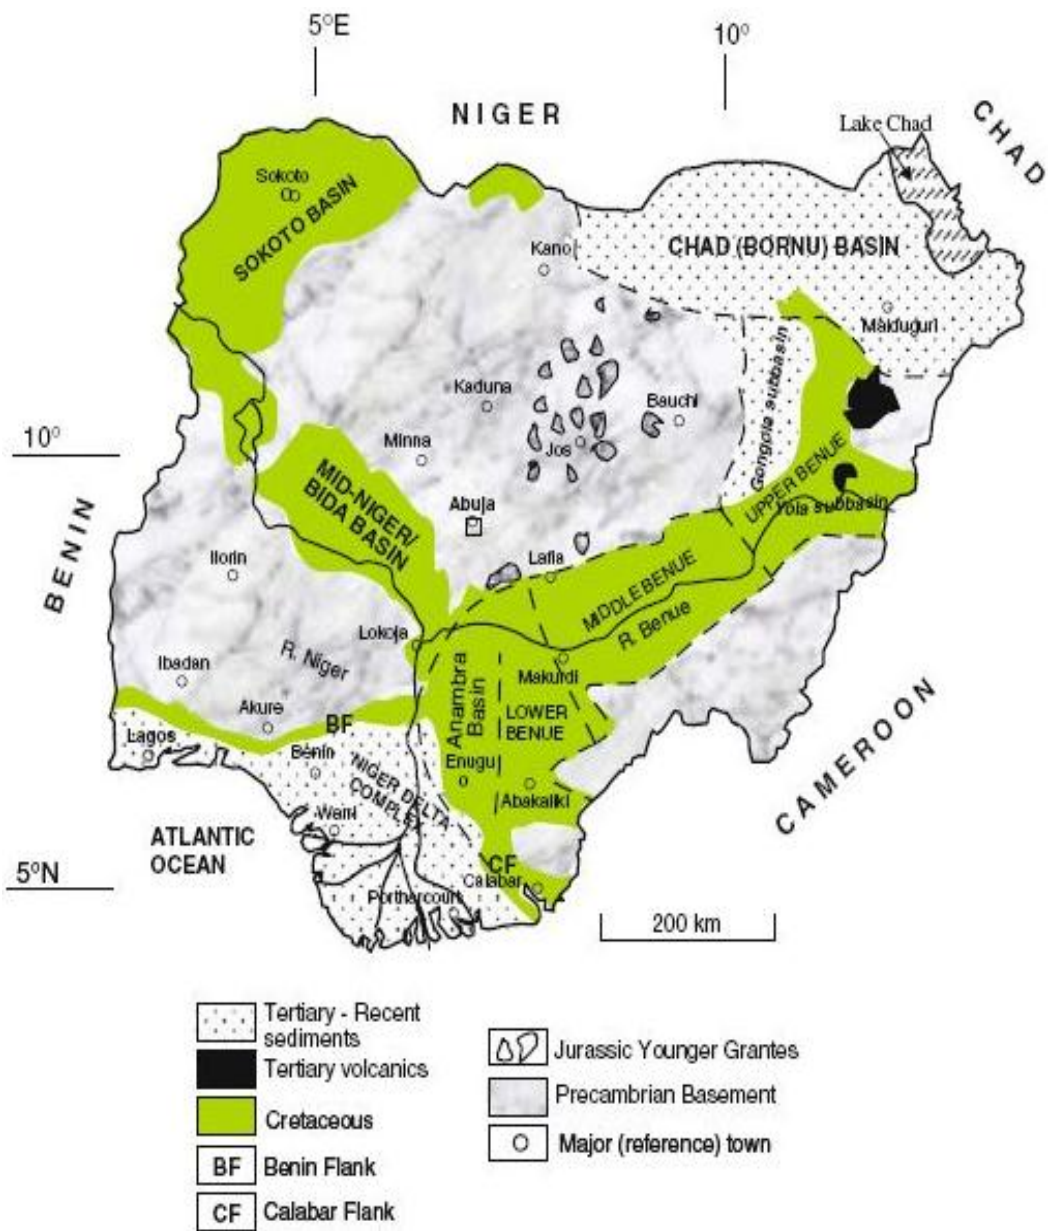 5°E
10°
NIGER
CHAD
Lake Chad
Sokoto
SOKOTO BASIN
Kano
CHAD (BORNU) BASIN
Maiduguri
Kaduna
Bauchi
Gongola subbasin
10°
Minna
Jos
MID-NIGER/
BIDA BASIN
Abuja
UPPER BENUE
Yola subbasin
BENIN
Ilorin
Lafia
MIDDLE BENUE
R. Benue
Lokoja
R. Niger
Ibadan
Makurdi
Anambra
Basin
LOWER
BENUE
Akure
BF
Lagos
Benin
Enugu
NIGER DELTA
COMPLEX
Abakaliki
CAMEROON
Warri
ATLANTIC
OCEAN
CF
5°N
Calabar
Portharcourt
200 km
Tertiary - Recent
sediments
Tertiary volcanics
Cretaceous
BF Benin Flank
CF Calabar Flank
Jurassic Younger Grantes
Precambrian Basement
Major (reference) town